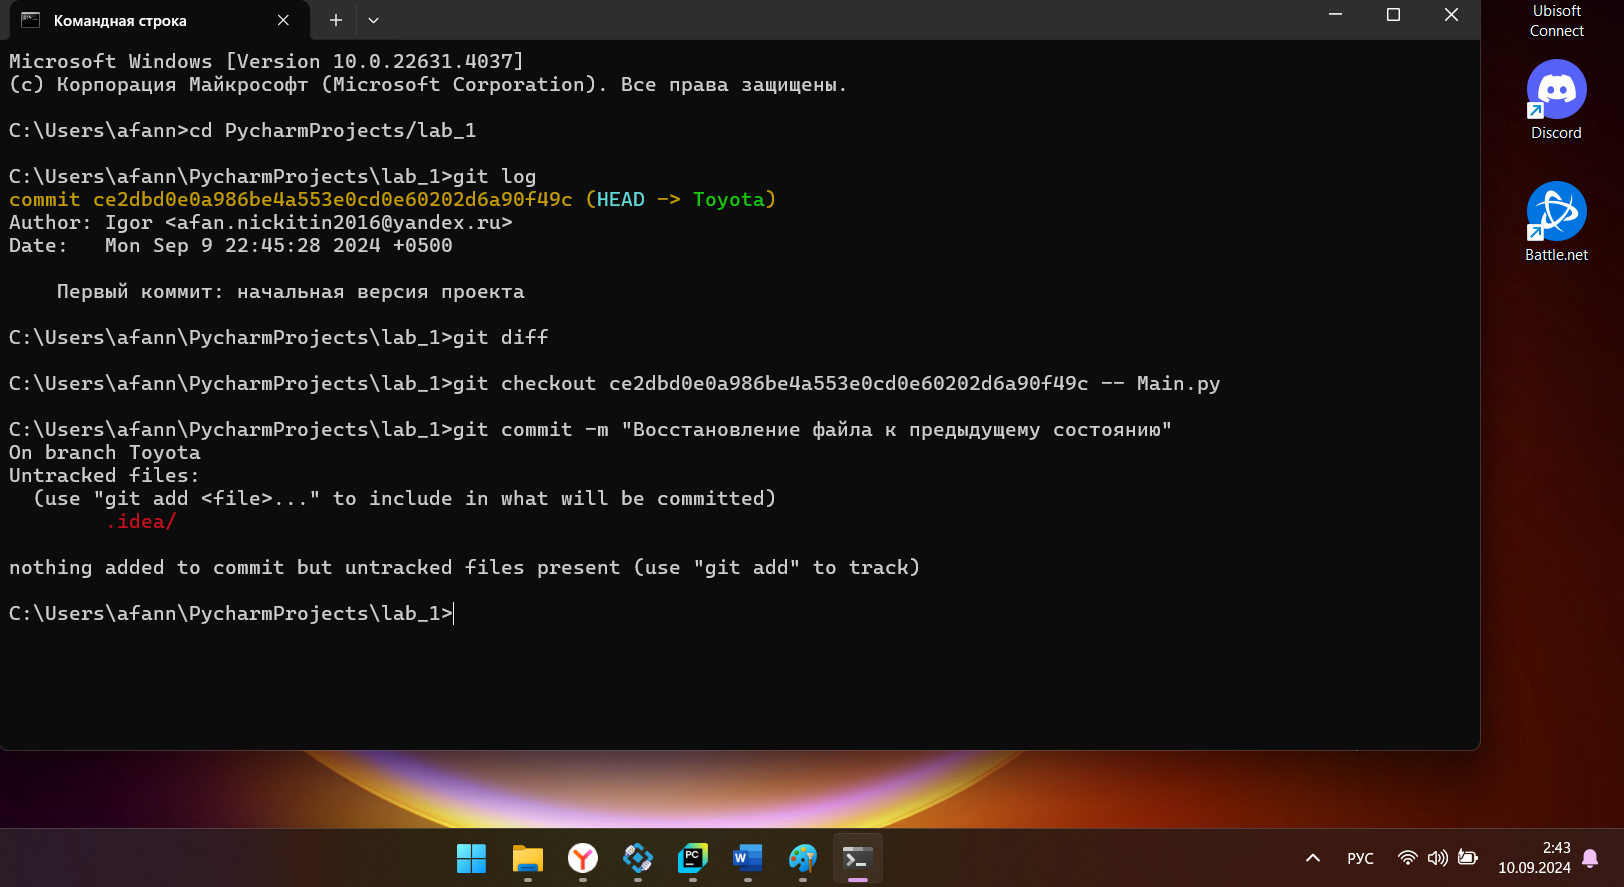 Командная строка
Microsoft Windows [Version 10.0.22631.4037]
(c) Корпорация Майкрософт (Microsoft Corporation). Все права защищены.
C:\Users\afann>cd PycharmProjects/lab_1
C:\Users\afann\PycharmProjects\lab_1>git log
commit ce2dbd0e0a986be4a553e0cd0e60202d6a90f49c (HEAD -> Toyota)
Author: Igor <afan.nickitin2016@yandex.ru>
Date:   Mon Sep 9 22:45:28 2024 +0500
    Первый коммит: начальная версия проекта
C:\Users\afann\PycharmProjects\lab_1>git diff
C:\Users\afann\PycharmProjects\lab_1>git checkout ce2dbd0e0a986be4a553e0cd0e60202d6a90f49c -- Main.py
C:\Users\afann\PycharmProjects\lab_1>git commit -m "Восстановление файла к предыдущему состоянию"
On branch Toyota
Untracked files:
  (use "git add <file>..." to include in what will be committed)
        .idea/
nothing added to commit but untracked files present (use "git add" to track)
C:\Users\afann\PycharmProjects\lab_1>
Ubisoft
Connect
Discord
Battle.net
PC
W
РУС
2:43
10.09.2024